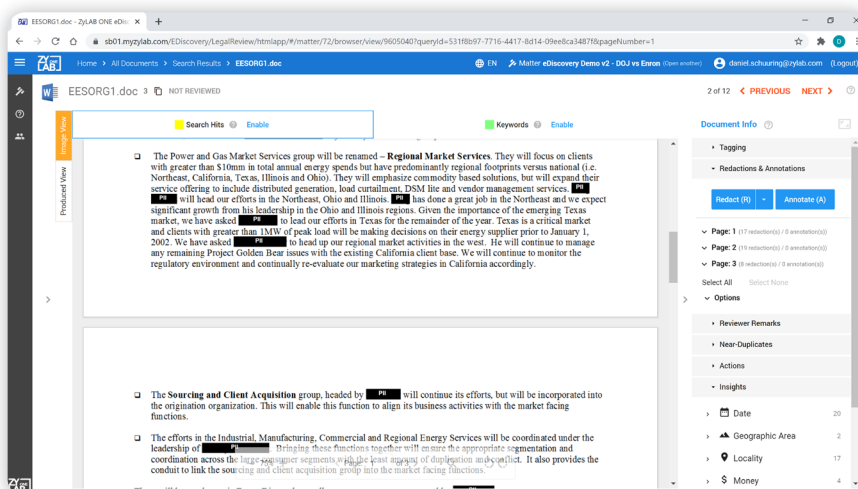 EESORG1.doc - ZyLAB ONE eDisc
sb01.myzylab.com/EDiscovery/LegalReview/htmlapp/#/matter/72/browser/view/9605040?queryId=531f8b97-7716-4417-8d14-09ee8ca3487f&pageNumber=1
D
ZY LAB
Home > All Documents > Search Results > EESORG1.doc
EN
Matter eDiscovery Demo v2 - DOJ vs Enron (Open another)
daniel.schuuring@zylab.com (Logout)
EESORG1.doc 3 NOT REVIEWED
2 of 12 < PREVIOUS NEXT >
Image View
Produced View
Search Hits Enable
Keywords Enable
The Power and Gas Market Services group will be renamed – Regional Market Services. They will focus on clients
with greater than $10mm in total annual energy spends but have predominantly regional footprints versus national (i.e.
Northeast, California, Texas, Illinois and Ohio). They will emphasize commodity based solutions, but will expand their
service offering to include distributed generation, load curtailment, DSM lite and vendor management services. PII
PII will head our efforts in the Northeast, Ohio and Illinois. PII has done a great job in the Northeast and we expect
significant growth from his leadership in the Ohio and Illinois regions. Given the importance of the emerging Texas
market, we have asked PII to lead our efforts in Texas for the remainder of the year. Texas is a critical market
and clients with greater than 1MW of peak load will be making decisions on their energy supplier prior to January 1,
2002. We have asked PII to head up our regional market activities in the west. He will continue to manage
any remaining Project Golden Bear issues with the existing California client base. We will continue to monitor the
regulatory environment and continually re-evaluate our marketing strategies in California accordingly.
The Sourcing and Client Acquisition group, headed by PII will continue its efforts, but will be incorporated into
the origination organization. This will enable this function to align its business activities with the market facing
functions.
The efforts in the Industrial, Manufacturing, Commercial and Regional Energy Services will be coordinated under the
leadership of PII Bringing these functions together will ensure the appropriate segmentation and
coordination across the large consumer segments with the least amount of duplication and conflict. It also provides the
conduit to link the sourcing and client acquisition group into the market facing functions.
75%
Page: 1 of 3
Document Info
Tagging
Redactions & Annotations
Redact (R)
Annotate (A)
Page: 1 (17 redaction(s) / 0 annotation(s))
Page: 2 (19 redaction(s) / 0 annotation(s))
Page: 3 (8 redaction(s) / 0 annotation(s))
Select All Select None
Options
Reviewer Remarks
Near-Duplicates
Actions
Insights
Date 20
Geographic Area 2
Locality 17
$ Money 4